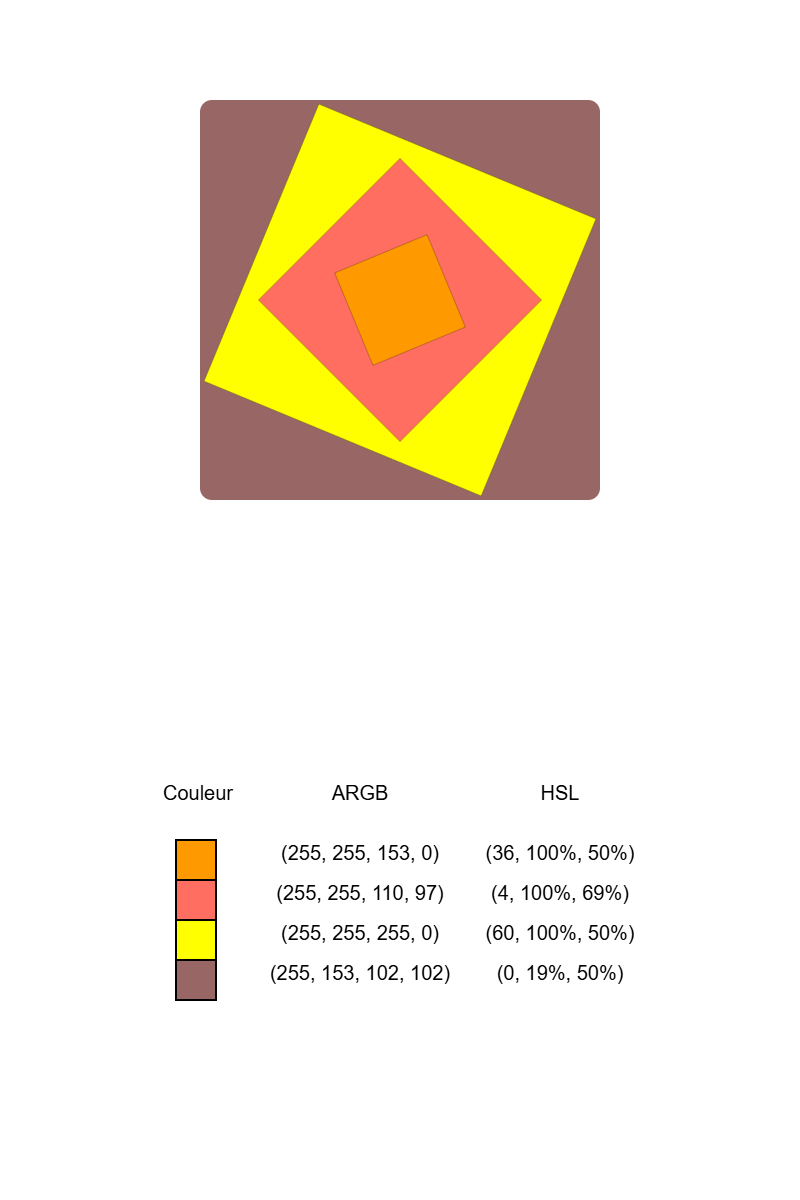 Couleur ARGB HSL
(255, 255, 153, 0) (36, 100%, 50%)
(255, 255, 110, 97) (4, 100%, 69%)
(255, 255, 255, 0) (60, 100%, 50%)
(255, 153, 102, 102) (0, 19%, 50%)